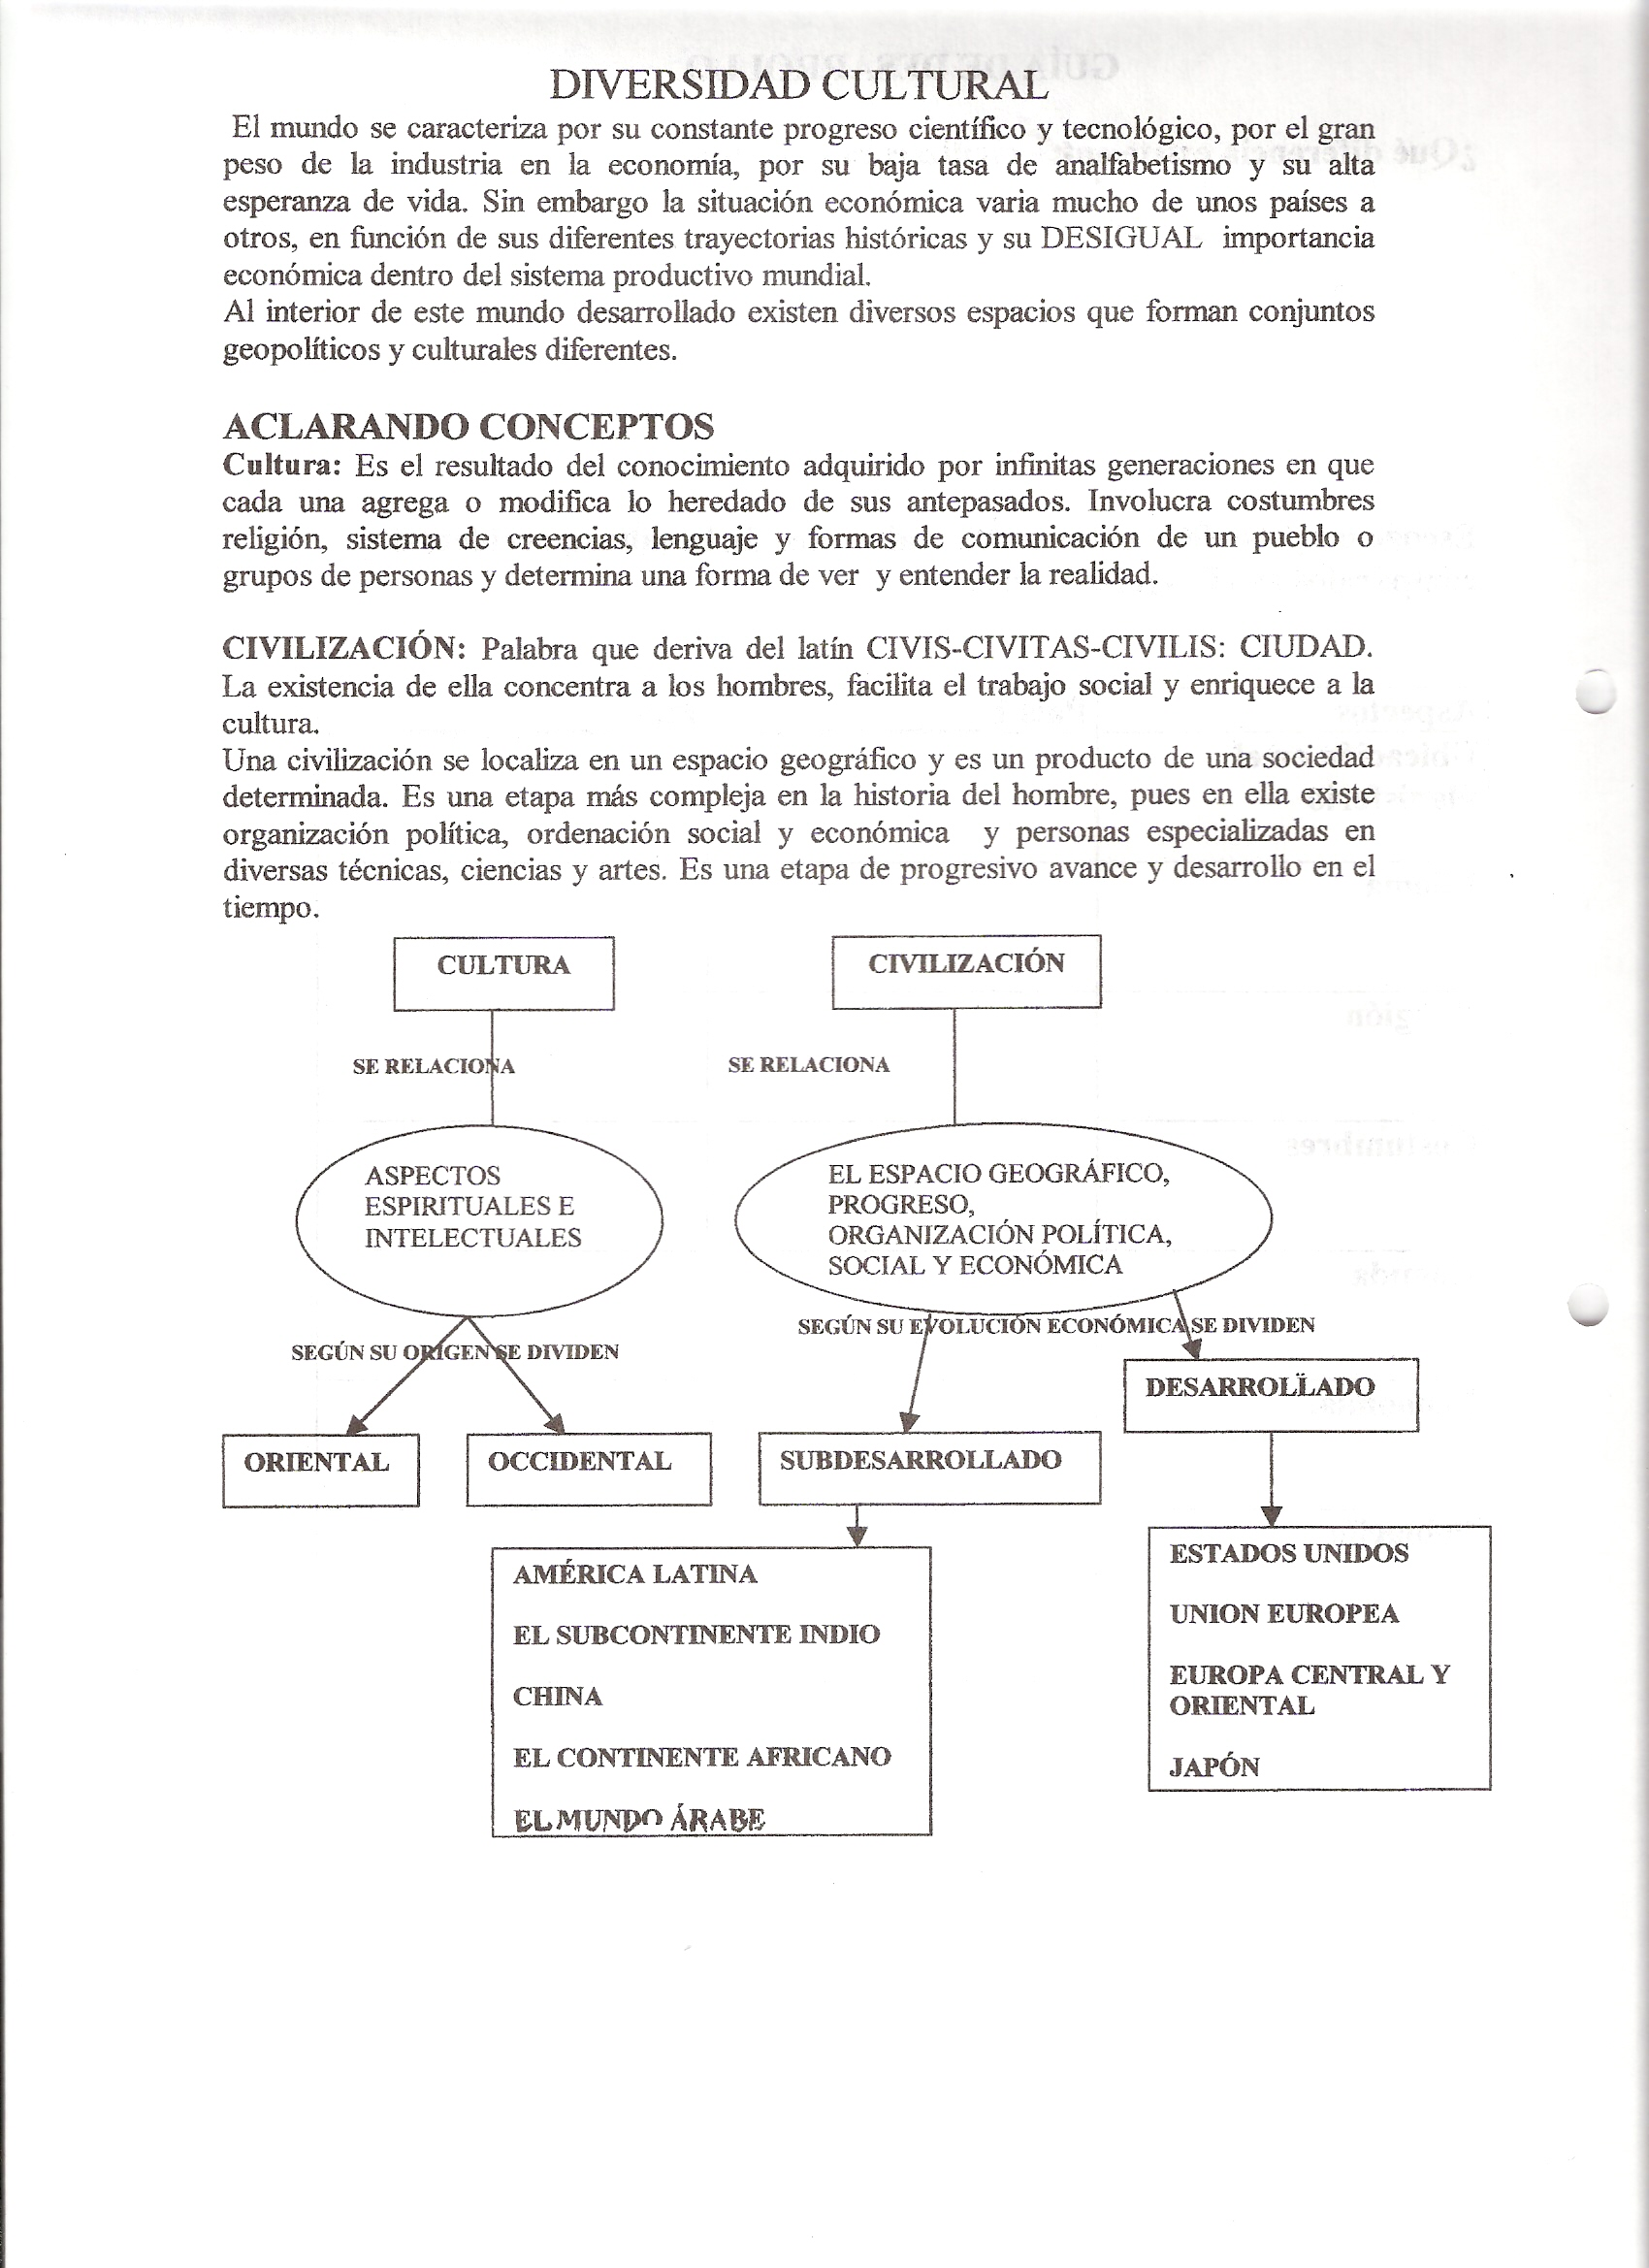 DIVERSIDAD CULTURAL
El mundo se caracteriza por su constante progreso científico y tecnológico, por el gran
peso de la industria en la economía, por su baja tasa de analfabetismo y su alta
esperanza de vida. Sin embargo la situación económica varia mucho de unos países a
otros, en función de sus diferentes trayectorias históricas y su DESIGUAL importancia
económica dentro del sistema productivo mundial.
Al interior de este mundo desarrollado existen diversos espacios que forman conjuntos
geopolíticos y culturales diferentes.
ACLARANDO CONCEPTOS
Cultura: Es el resultado del conocimiento adquirido por infinitas generaciones en que
cada una agrega o modifica lo heredado de sus antepasados. Involucra costumbres
religión, sistema de creencias, lenguaje y formas de comunicación de un pueblo o
grupos de personas y determina una forma de ver y entender la realidad.
CIVILIZACIÓN: Palabra que deriva del latín CIVIS-CIVITAS-CIVILIS: CIUDAD.
La existencia de ella concentra a los hombres, facilita el trabajo social y enriquece a la
cultura.
Una civilización se localiza en un espacio geográfico y es un producto de una sociedad
determinada. Es una etapa más compleja en la historia del hombre, pues en ella existe
organización política, ordenación social y económica y personas especializadas en
diversas técnicas, ciencias y artes. Es una etapa de progresivo avance y desarrollo en el
tiempo.
CULTURA
CIVILIZACIÓN
SE RELACIONA
SE RELACIONA
ASPECTOS
ESPIRITUALES E
INTELECTUALES
EL ESPACIO GEOGRÁFICO,
PROGRESO,
ORGANIZACIÓN POLÍTICA,
SOCIAL Y ECONÓMICA
SEGÚN SU ORIGEN SE DIVIDEN
SEGÚN SU EVOLUCIÓN ECONÓMICA SE DIVIDEN
DESARROLLADO
ORIENTAL
OCCIDENTAL
SUBDESARROLLADO
AMÉRICA LATINA
EL SUBCONTINENTE INDIO
CHINA
EL CONTINENTE AFRICANO
EL MUNDO ÁRABE
ESTADOS UNIDOS
UNION EUROPEA
EUROPA CENTRAL Y
ORIENTAL
JAPÓN